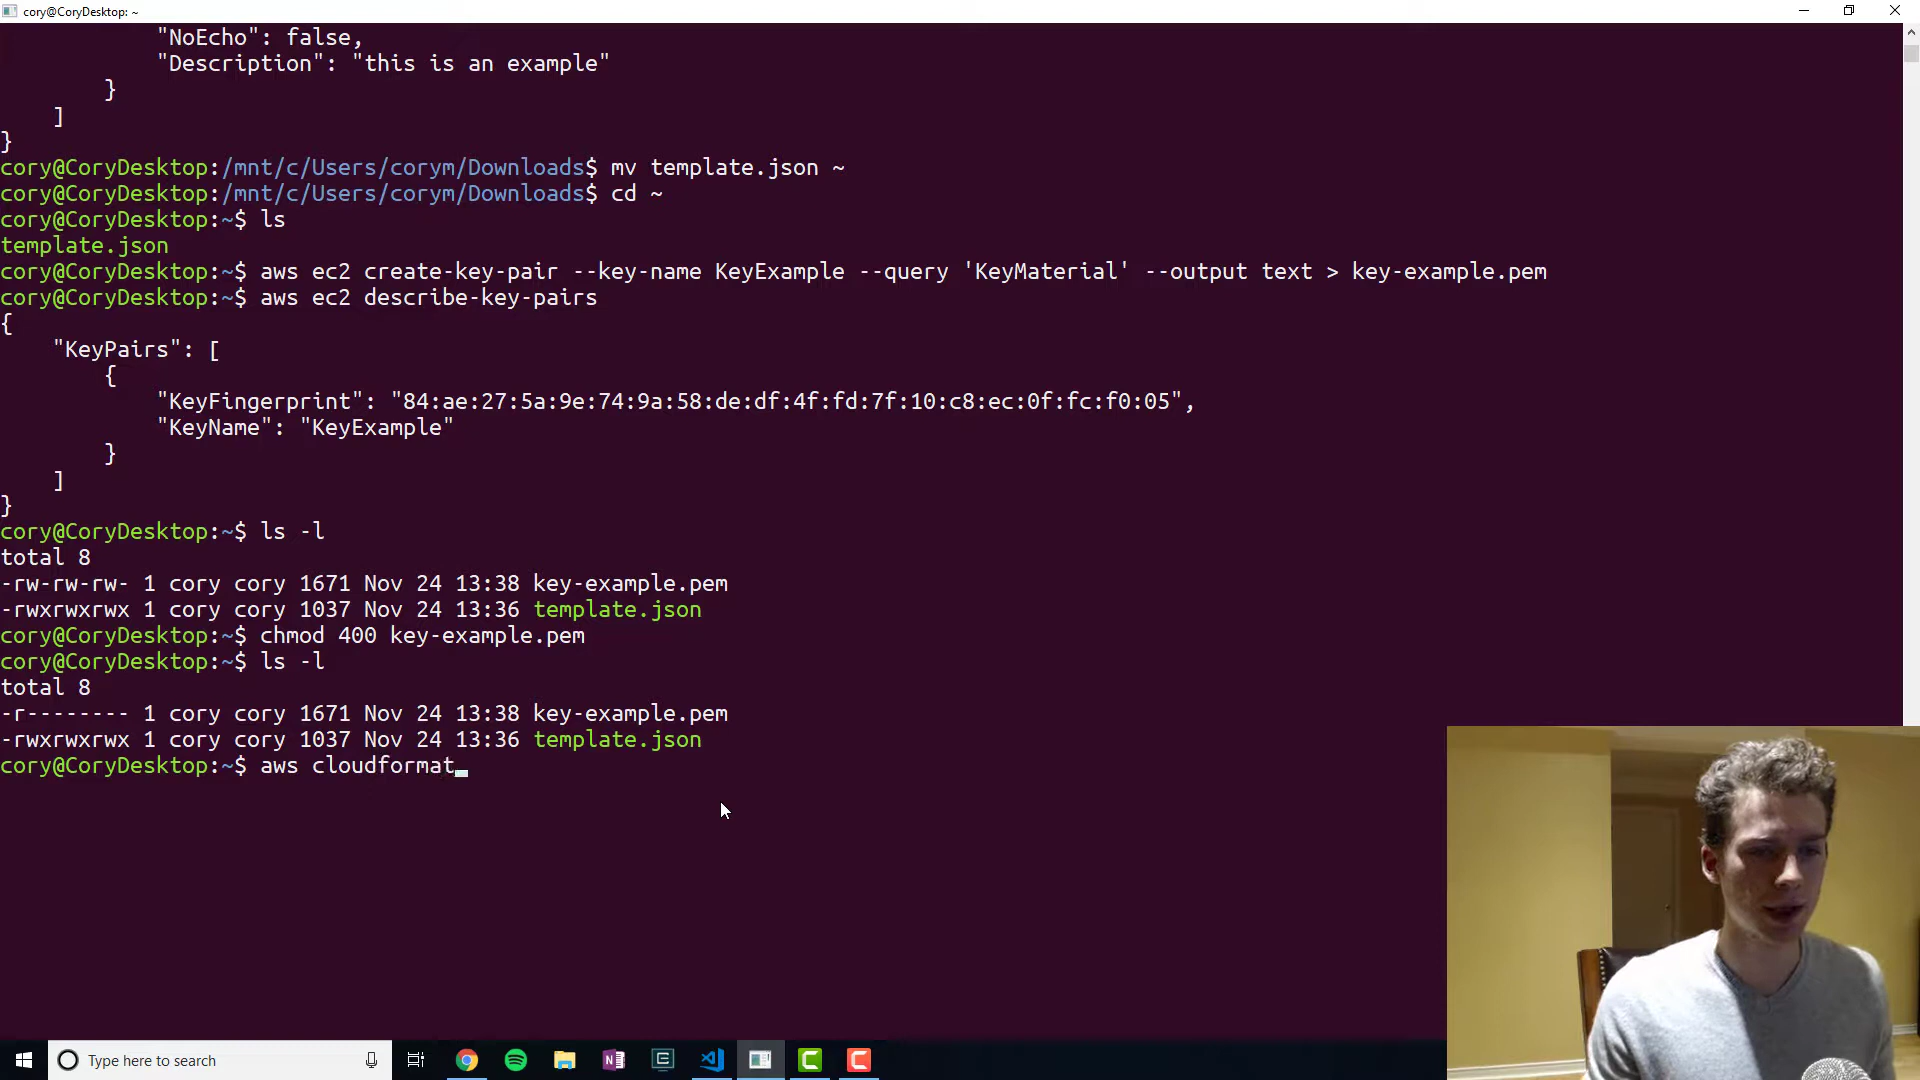 cory@CoryDesktop: ~
"NoEcho": false,
"Description": "this is an example"
}
]
}
cory@CoryDesktop:/mnt/c/Users/corym/Downloads$ mv template.json ~
cory@CoryDesktop:/mnt/c/Users/corym/Downloads$ cd ~
cory@CoryDesktop:~$ ls
template.json
cory@CoryDesktop:~$ aws ec2 create-key-pair --key-name KeyExample --query 'KeyMaterial' --output text > key-example.pem
cory@CoryDesktop:~$ aws ec2 describe-key-pairs
{
"KeyPairs": [
{
"KeyFingerprint": "84:ae:27:5a:9e:74:9a:58:de:df:4f:fd:7f:10:c8:ec:0f:fc:f0:05",
"KeyName": "KeyExample"
}
]
}
cory@CoryDesktop:~$ ls -l
total 8
-rw-rw-rw- 1 cory cory 1671 Nov 24 13:38 key-example.pem
-rwxrwxrwx 1 cory cory 1037 Nov 24 13:36 template.json
cory@CoryDesktop:~$ chmod 400 key-example.pem
cory@CoryDesktop:~$ ls -l
total 8
-r-------- 1 cory cory 1671 Nov 24 13:38 key-example.pem
-rwxrwxrwx 1 cory cory 1037 Nov 24 13:36 template.json
cory@CoryDesktop:~$ aws cloudformat
Type here to search